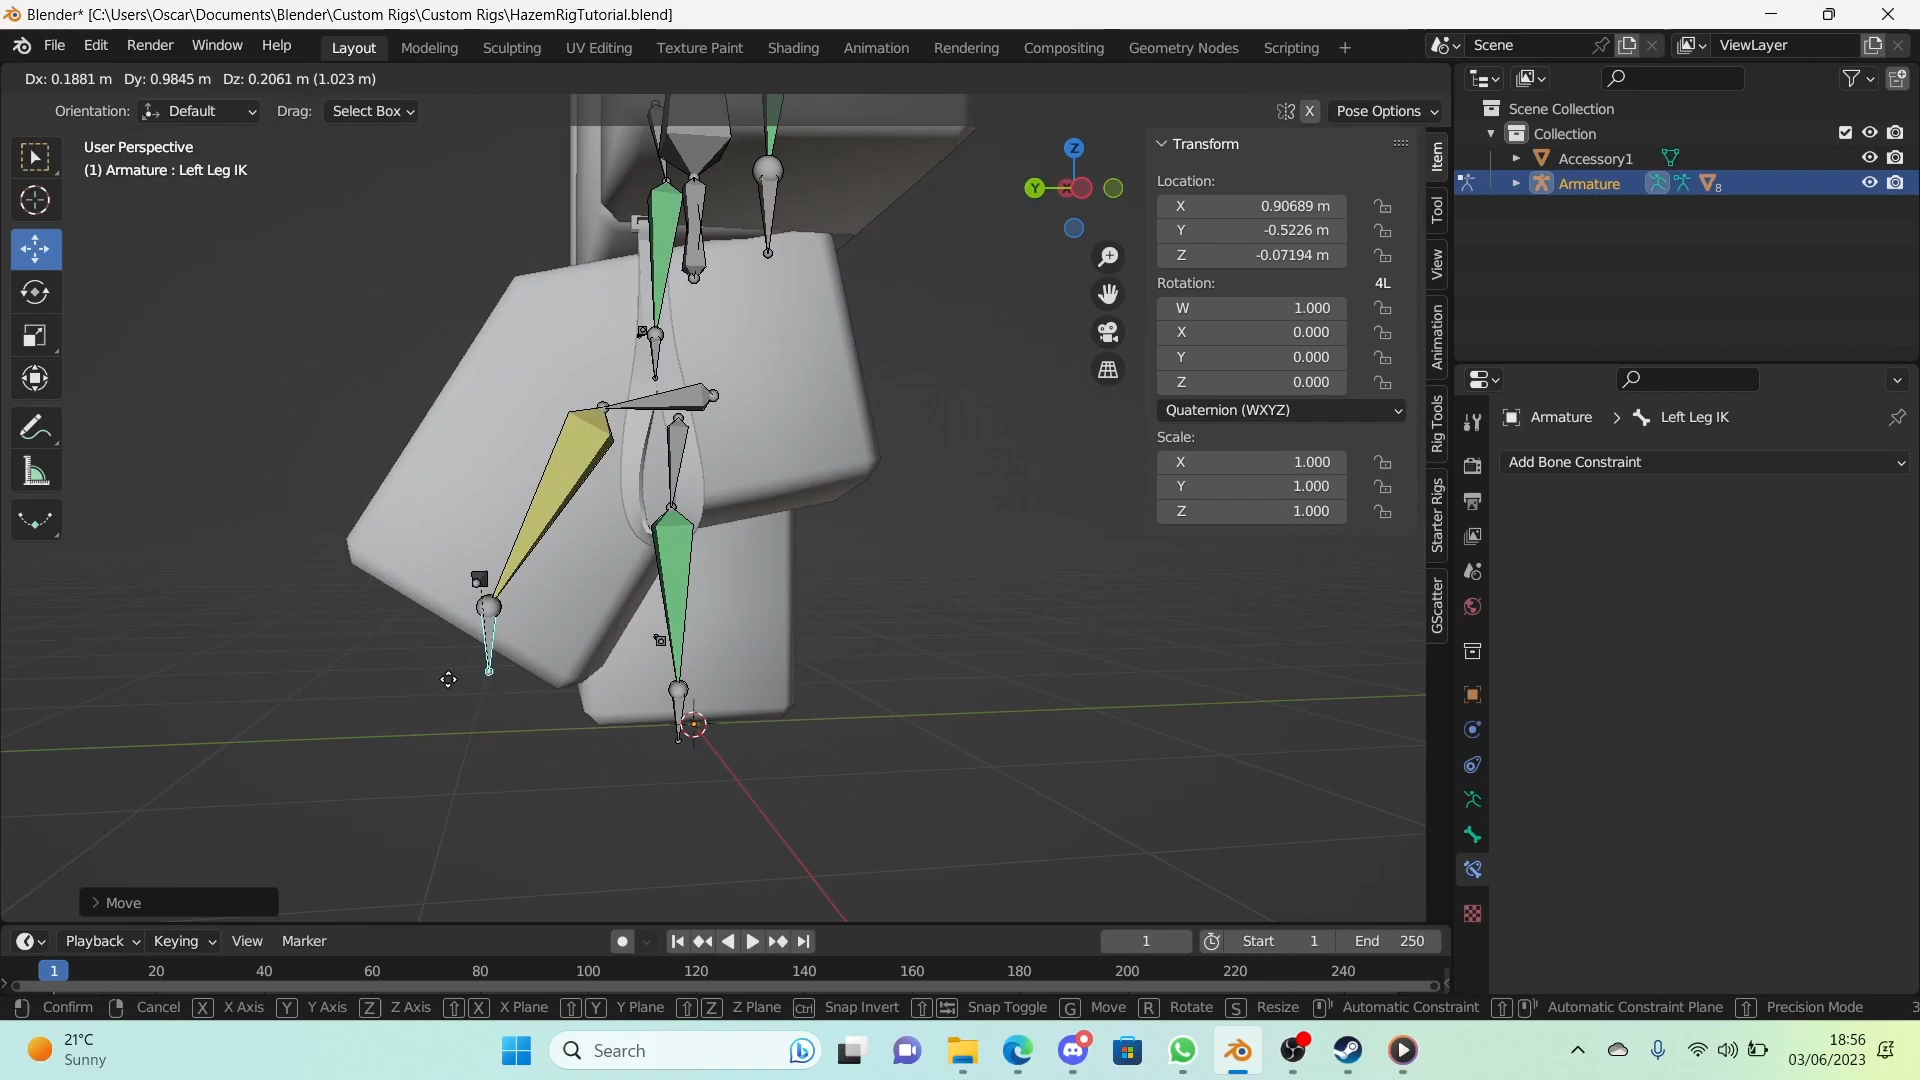 Blender* [C:\Users\Oscar\Documents\Blender\Custom Rigs\Custom Rigs\HazemRigTutorial.blend]
File Edit Render Window Help Layout Modeling Sculpting UV Editing Texture Paint Shading Animation Rendering Compositing Geometry Nodes Scripting + Scene ViewLayer
Dx: 0.1881 m Dy: 0.9845 m Dz: 0.2061 m (1.023 m)
Orientation: Default Drag: Select Box X Pose Options
User Perspective
(1) Armature : Left Leg IK
Z
Y
X
Transform
Location:
X 0.90689 m
Y -0.5226 m
Z -0.07194 m
Rotation: 4L
W 1.000
X 0.000
Y 0.000
Z 0.000
Quaternion (WXYZ)
Scale:
X 1.000
Y 1.000
Z 1.000
Item
Tool
View
Animation
Rig Tools
Starter Rigs
GScatter
Scene Collection
Collection
Accessory1
Armature 8
Armature > Left Leg IK
Add Bone Constraint
> Move
Playback Keying View Marker 1 Start 1 End 250
1 20 40 60 80 100 120 140 160 180 200 220 240
Confirm Cancel X X Axis Y Y Axis Z Z Axis X X Plane Y Y Plane Z Z Plane Ctrl Snap Invert Snap Toggle G Move R Rotate S Resize Automatic Constraint Automatic Constraint Plane Precision Mode 3
21°C
Sunny
Search
18:56
03/06/2023